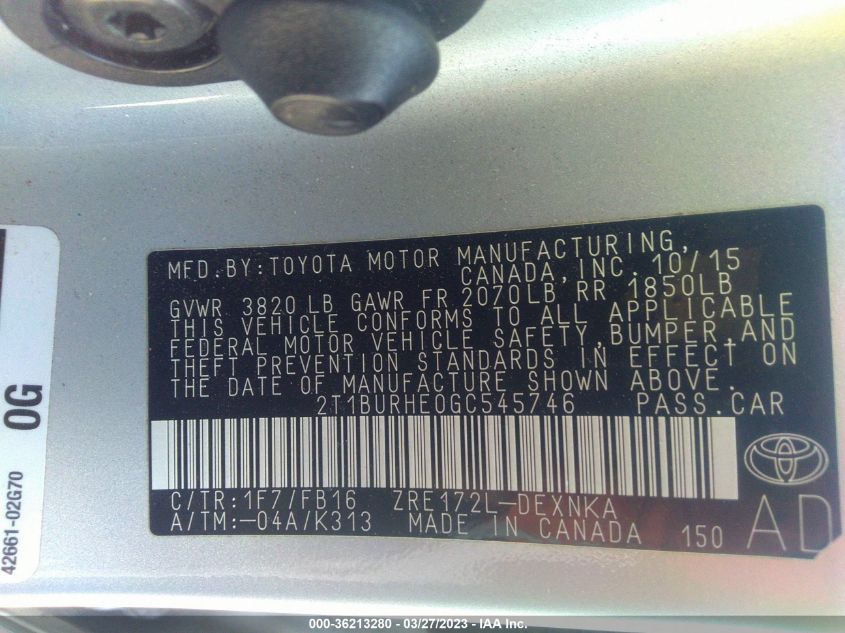 MFD. BY: TOYOTA MOTOR MANUFACTURING,
CANADA, INC. 10/15
GVWR 3820 LB GAWR FR 2070LB RR 1850LB
THIS VEHICLE CONFORMS TO ALL APPLICABLE
FEDERAL MOTOR VEHICLE SAFETY, BUMPER, AND
THEFT PREVENTION STANDARDS IN EFFECT ON
THE DATE OF MANUFACTURE SHOWN ABOVE.
2T1BURHE0GC545746 PASS. CAR
C/TR: 1F7/FB16 ZRE172L-DEXNKA
A/TM: -04A/K313 MADE IN CANADA 150
AD
0G
42661-02G70
000-36213280 - 03/27/2023 - IAA Inc.